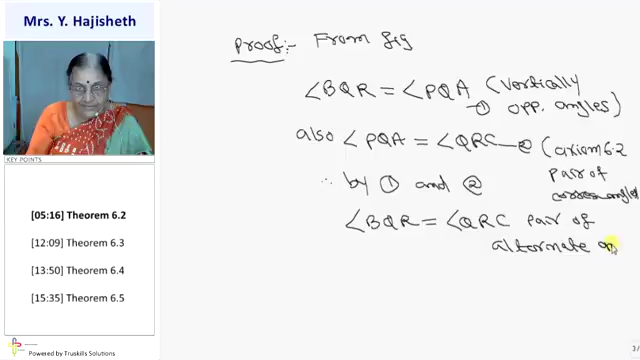 Mrs. Y. Hajisheth
Proof:- From fig
∠BQR = ∠PQA (Vertically
—① opp. angles)
also ∠PQA = ∠QRC —② (axiom 6.2
Pair of
∴ by ① and ②
∠BQR = ∠QRC Pair of
alternate an
KEY POINTS
[05:16] Theorem 6.2
[12:09] Theorem 6.3
[13:50] Theorem 6.4
[15:35] Theorem 6.5
Powered by Truskills Solutions